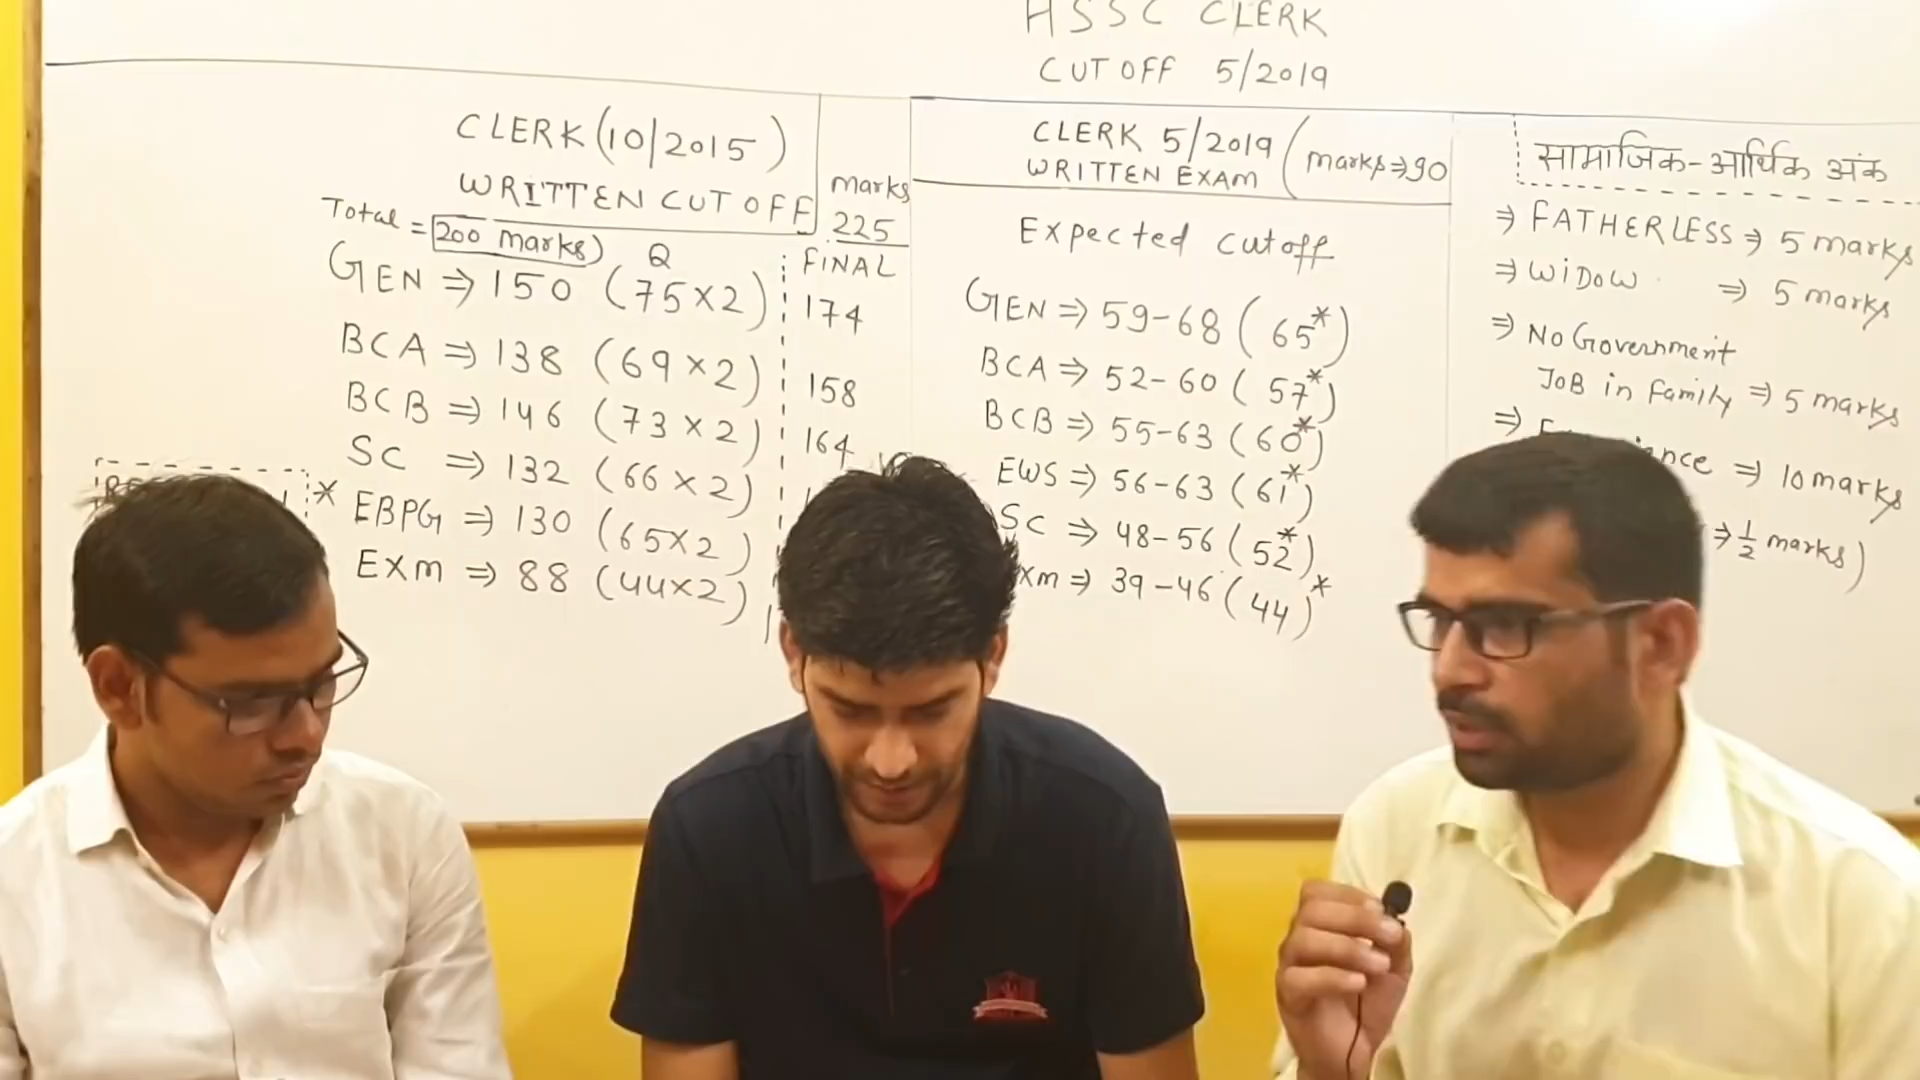 HSSC CLERK
CUT OFF 5/2019
CLERK (10/2015)
WRITTEN CUT OFF
Total = 200 marks) Q
GEN ⇒ 150 (75×2)
BCA ⇒ 138 (69×2)
BCB ⇒ 146 (73×2)
SC ⇒ 132 (66×2)
* EBPG ⇒ 130 (65×2)
EXM ⇒ 88 (44×2)
marks
225
FINAL
174
158
164
CLERK 5/2019 (marks⇒90
WRITTEN EXAM
Expected cutoff
GEN ⇒ 59-68 (65*)
BCA ⇒ 52-60 (57*)
BCB ⇒ 55-63 (60*)
EWS ⇒ 56-63 (61*)
SC ⇒ 48-56 (52*)
XM ⇒ 39-46 (44)*
सामाजिक-आर्थिक अंक
⇒ FATHERLESS ⇒ 5 marks
⇒ WIDOW ⇒ 5 marks
⇒ No Government
JOB in family ⇒ 5 marks
⇒ 10 marks
⇒ ½ marks)